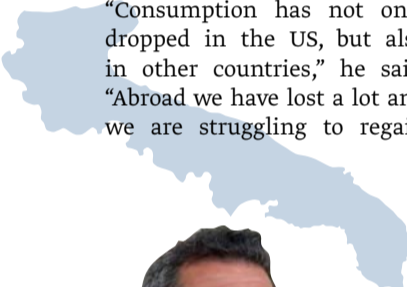 “Consumption has not on
dropped in the US, but als
in other countries,” he sai
“Abroad we have lost a lot an
we are struggling to regai